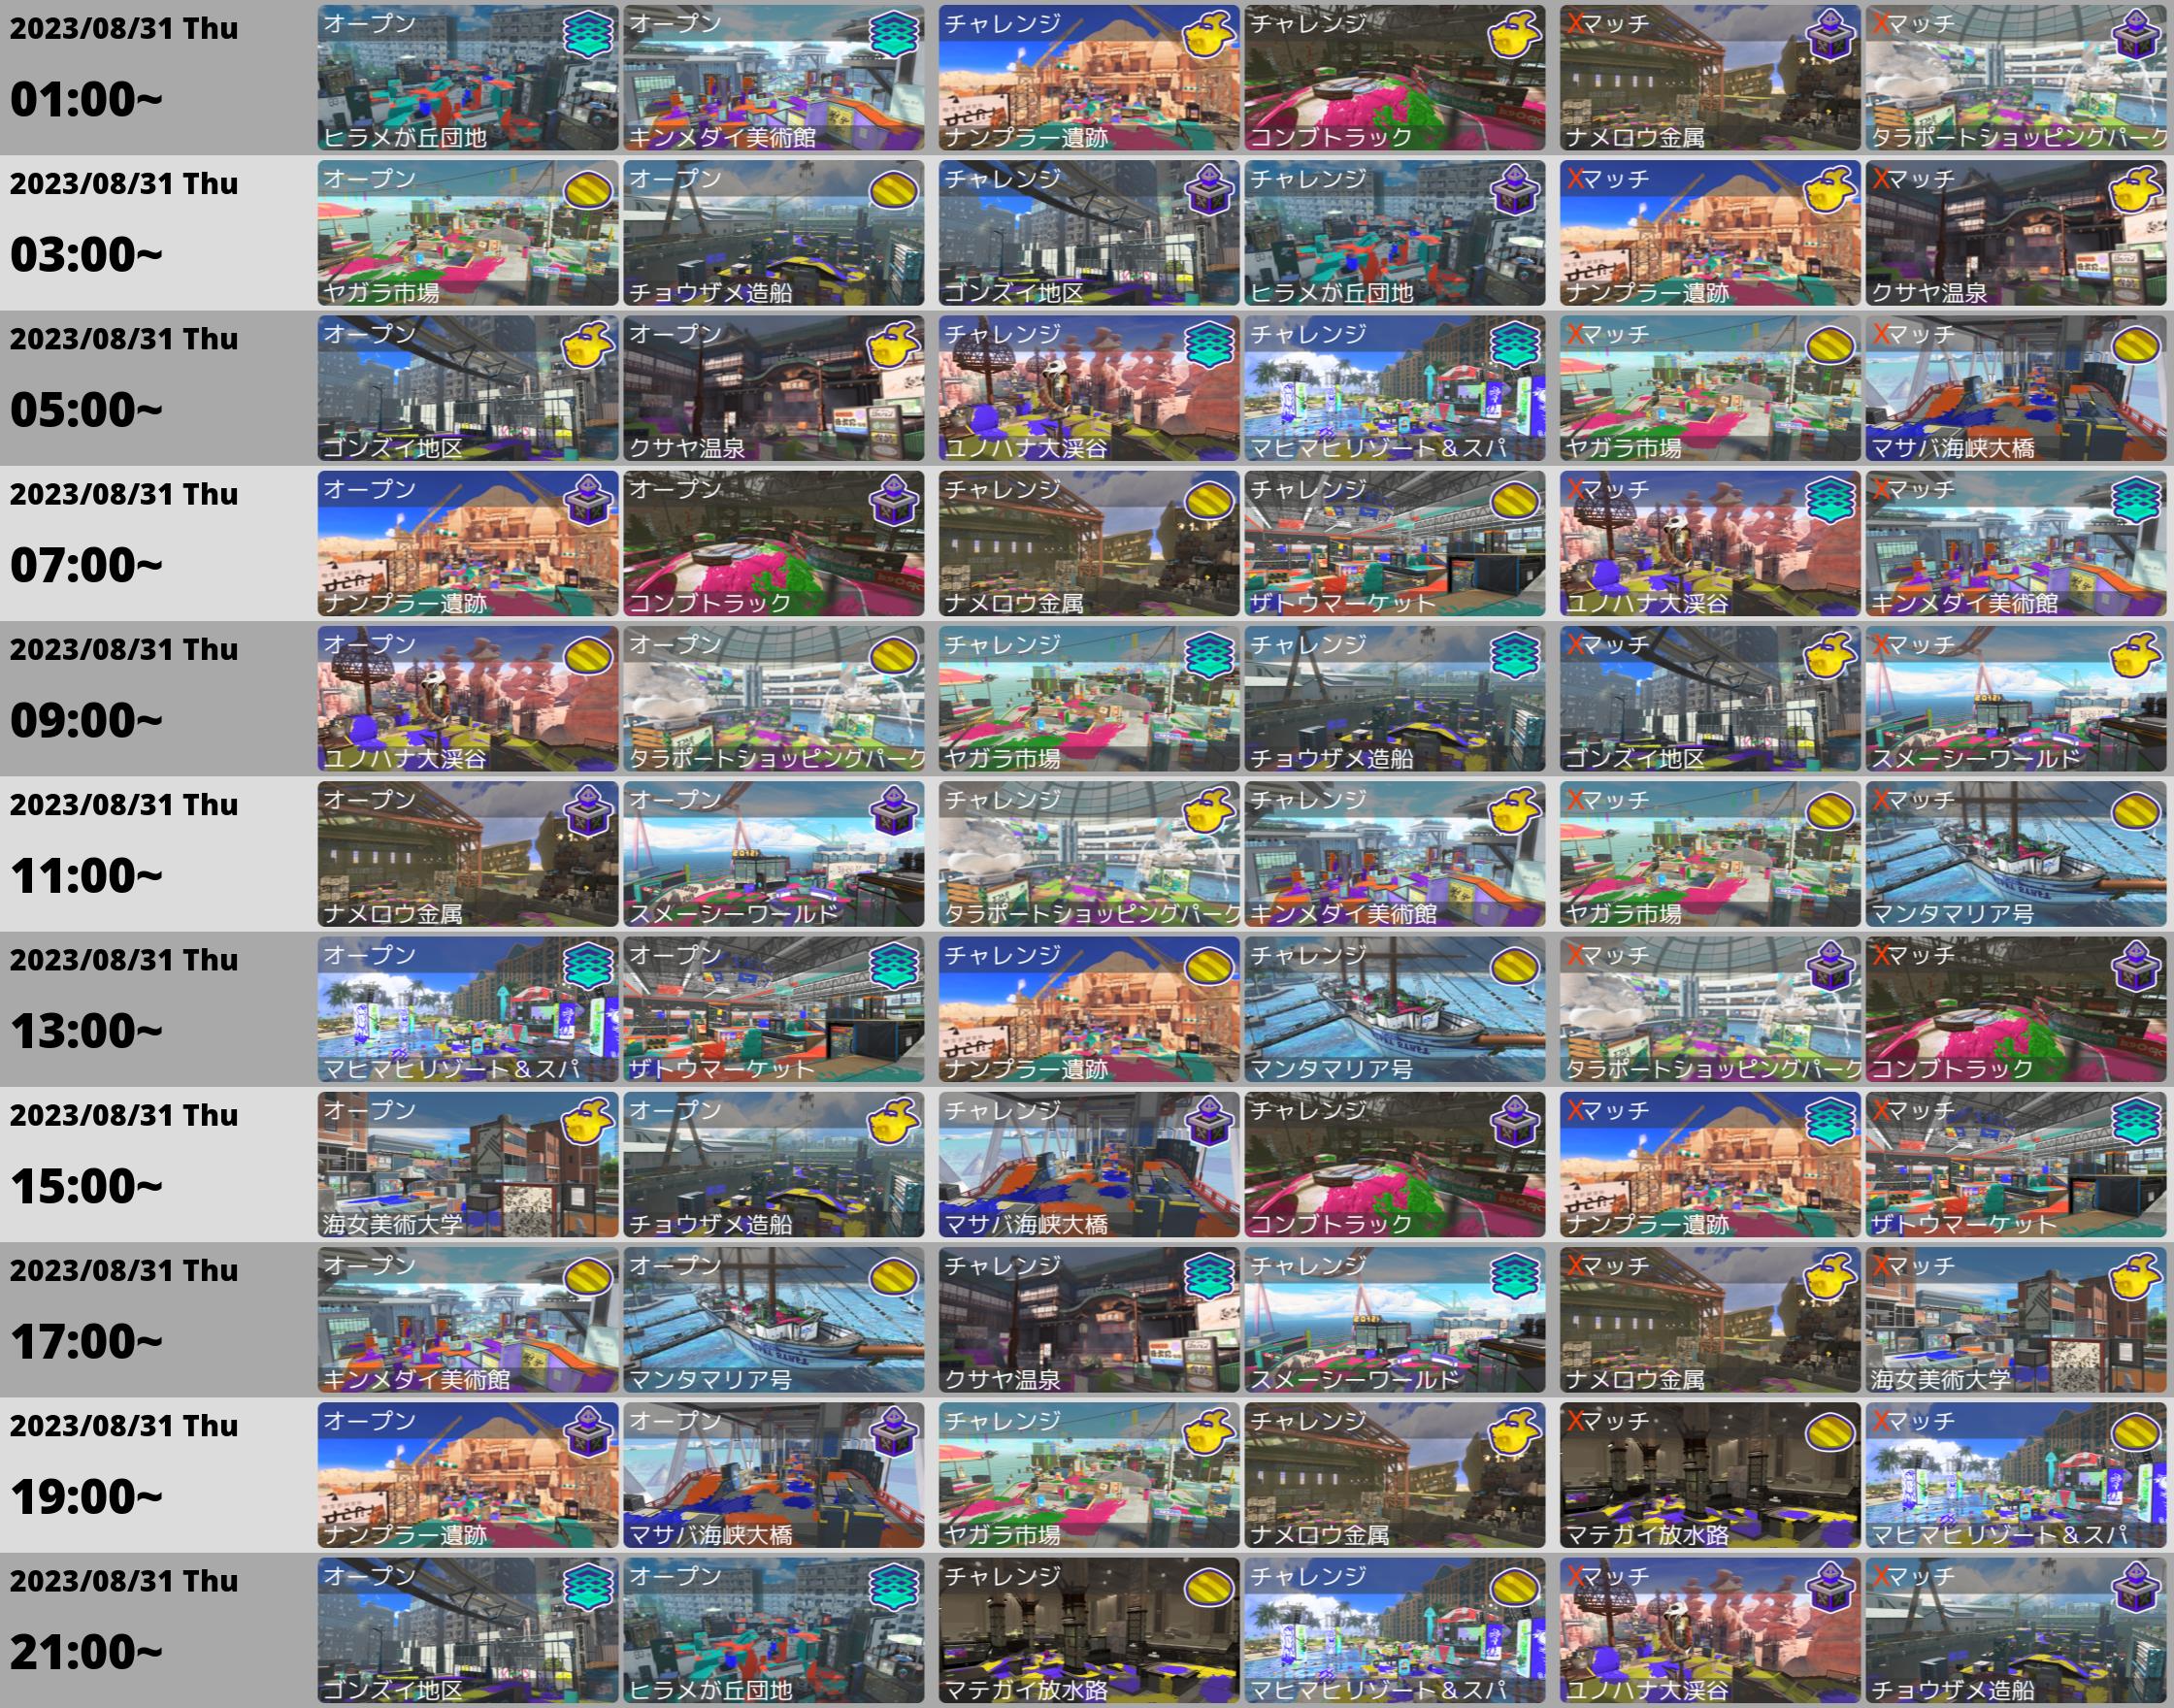 2023/08/31 Thu
01:00~
オープン オープン チャレンジ チャレンジ Xマッチ Xマッチ
ヒラメが丘団地 キンメダイ美術館 ナンプラー遺跡 コンブトラック ナメロウ金属 タラポートショッピングパーク
2023/08/31 Thu
03:00~
オープン オープン チャレンジ チャレンジ Xマッチ Xマッチ
ヤガラ市場 チョウザメ造船 ゴンズイ地区 ヒラメが丘団地 ナンプラー遺跡 クサヤ温泉
2023/08/31 Thu
05:00~
オープン オープン チャレンジ チャレンジ Xマッチ Xマッチ
ゴンズイ地区 クサヤ温泉 ユノハナ大渓谷 マヒマヒリゾート&スパ ヤガラ市場 マサバ海峡大橋
2023/08/31 Thu
07:00~
オープン オープン チャレンジ チャレンジ Xマッチ Xマッチ
ナンプラー遺跡 コンブトラック ナメロウ金属 ザトウマーケット ユノハナ大渓谷 キンメダイ美術館
2023/08/31 Thu
09:00~
オープン オープン チャレンジ チャレンジ Xマッチ Xマッチ
ユノハナ大渓谷 タラポートショッピングパーク ヤガラ市場 チョウザメ造船 ゴンズイ地区 スメーシーワールド
2023/08/31 Thu
11:00~
オープン オープン チャレンジ チャレンジ Xマッチ Xマッチ
ナメロウ金属 スメーシーワールド タラポートショッピングパーク キンメダイ美術館 ヤガラ市場 マンタマリア号
2023/08/31 Thu
13:00~
オープン オープン チャレンジ チャレンジ Xマッチ Xマッチ
マヒマヒリゾート&スパ ザトウマーケット ナンプラー遺跡 マンタマリア号 タラポートショッピングパーク コンブトラック
2023/08/31 Thu
15:00~
オープン オープン チャレンジ チャレンジ Xマッチ Xマッチ
海女美術大学 チョウザメ造船 マサバ海峡大橋 コンブトラック ナンプラー遺跡 ザトウマーケット
2023/08/31 Thu
17:00~
オープン オープン チャレンジ チャレンジ Xマッチ Xマッチ
キンメダイ美術館 マンタマリア号 クサヤ温泉 スメーシーワールド ナメロウ金属 海女美術大学
2023/08/31 Thu
19:00~
オープン オープン チャレンジ チャレンジ Xマッチ Xマッチ
ナンプラー遺跡 マサバ海峡大橋 ヤガラ市場 ナメロウ金属 マテガイ放水路 マヒマヒリゾート&スパ
2023/08/31 Thu
21:00~
オープン オープン チャレンジ チャレンジ Xマッチ Xマッチ
ゴンズイ地区 ヒラメが丘団地 マテガイ放水路 マヒマヒリゾート&スパ ユノハナ大渓谷 チョウザメ造船